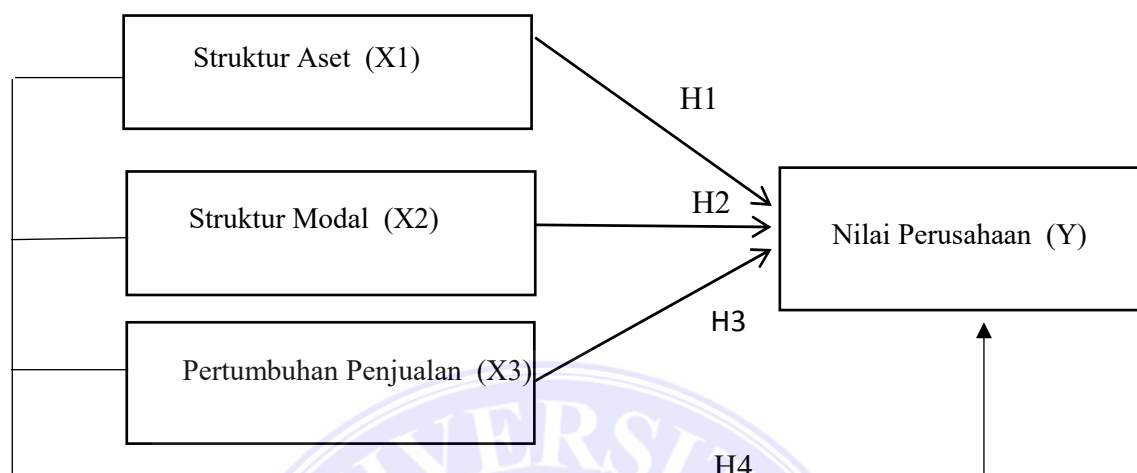 Struktur Aset (X1)
H1
Struktur Modal (X2)
H2
Nilai Perusahaan (Y)
H3
Pertumbuhan Penjualan (X3)
H4